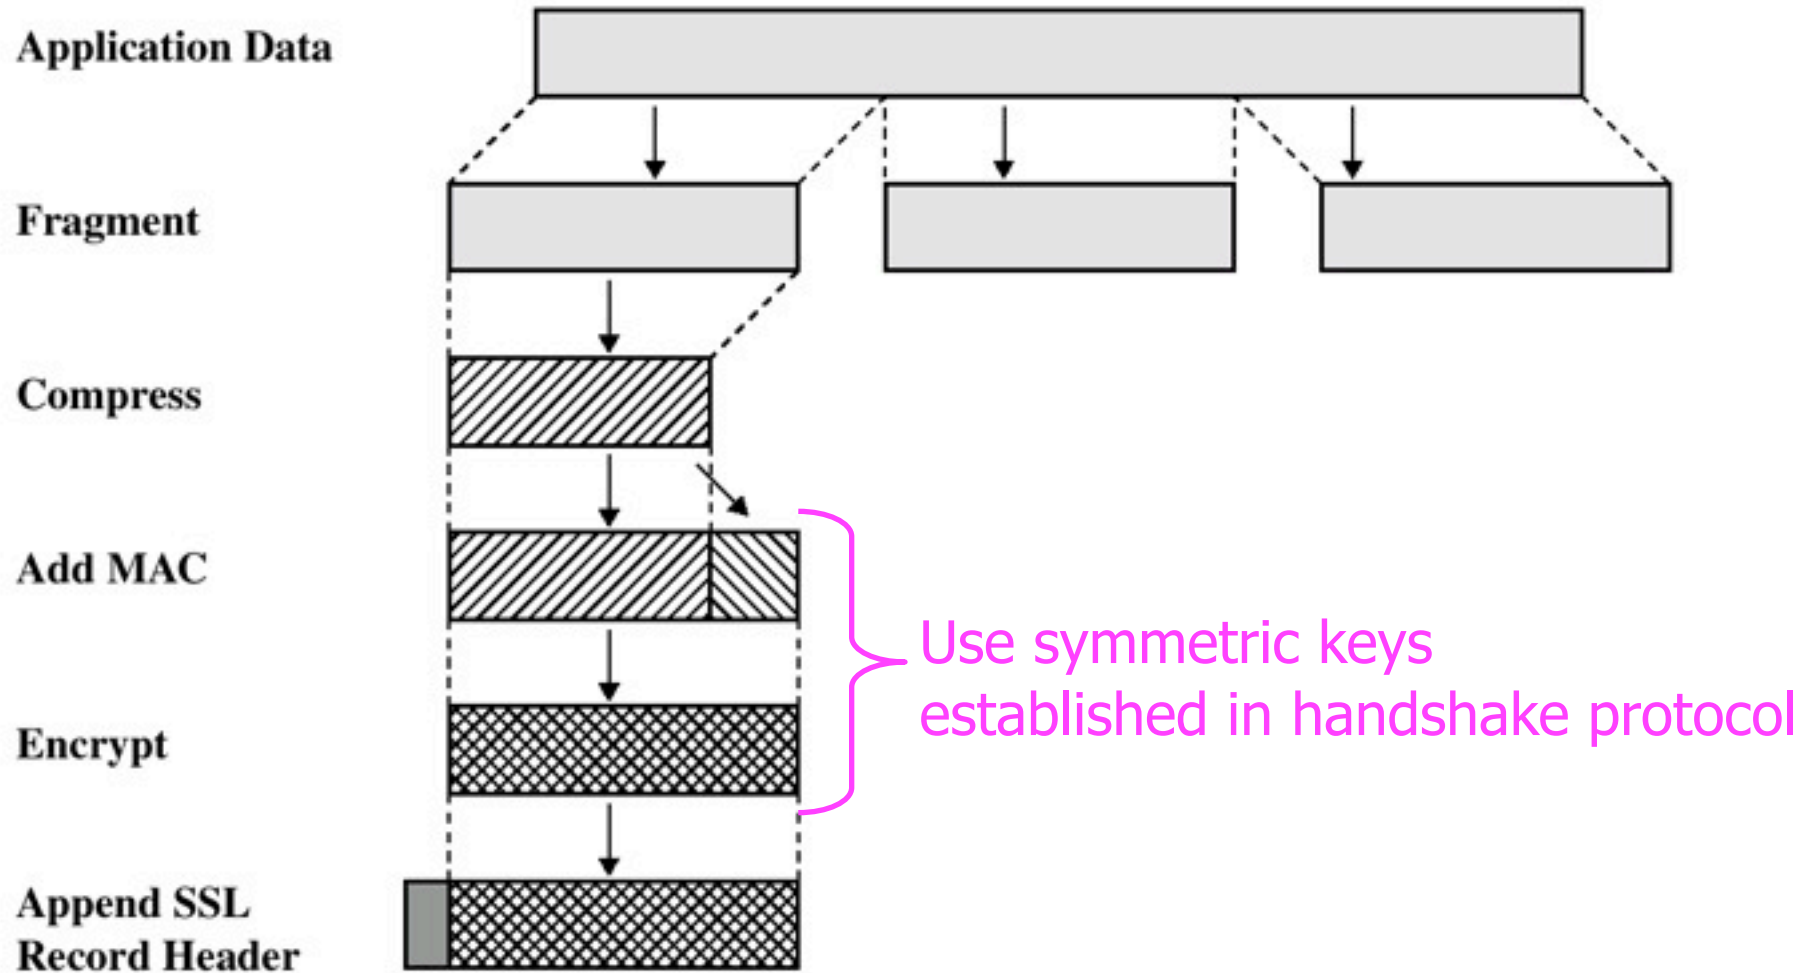 Application Data
Fragment
Compress
Add MAC
Use symmetric keys
established in handshake protocol
Encrypt
Append SSL
Record Header